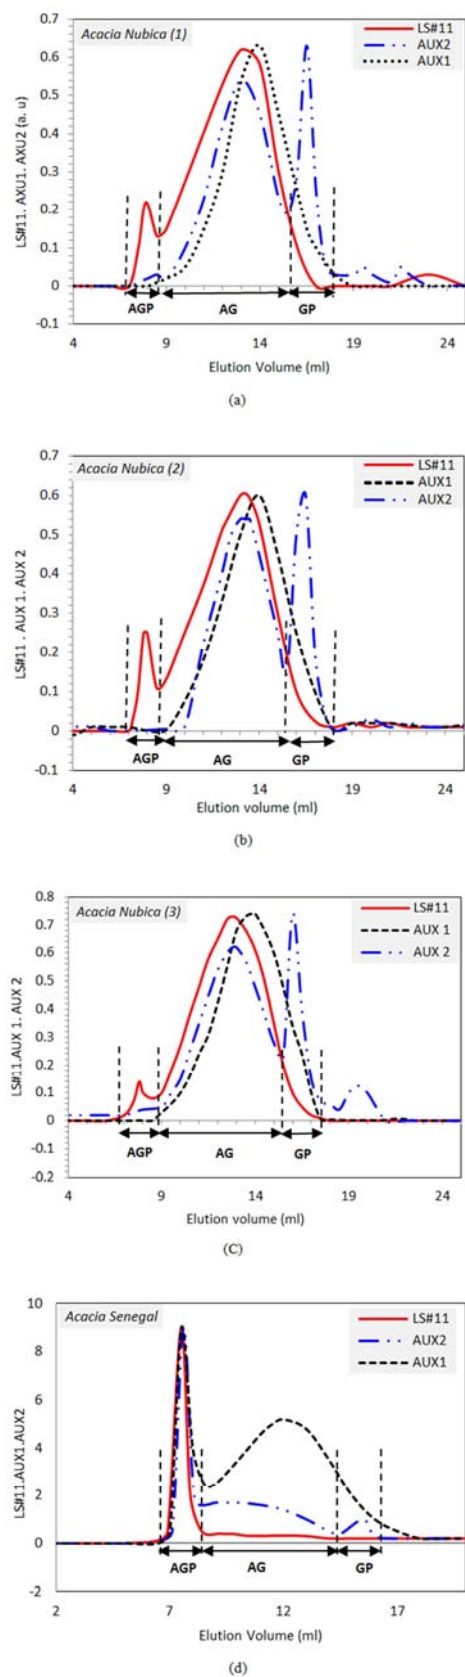 Acacia Nubica (1)
LS#11
AUX2
AUX1
LS#11. AUX1. AXU2 (a. u)
0.7
0.6
0.5
0.4
0.3
0.2
0.1
0
-0.1
AGP
AG
GP
4 9 14 19 24
Elution Volume (ml)
(a)
Acacia Nubica (2)
LS#11
AUX1
AUX2
LS#11 . AUX 1. AUX 2
0.7
0.6
0.5
0.4
0.3
0.2
0.1
0
-0.1
AGP
AG
GP
4 9 14 19 24
Elution volume (ml)
(b)
Acacia Nubica (3)
LS#11
AUX 1
AUX 2
LS#11.AUX 1. AUX 2
0.8
0.7
0.6
0.5
0.4
0.3
0.2
0.1
0
-0.1
-0.2
AGP
AG
GP
4 9 14 19 24
Elution volume (ml)
(C)
Acacia Senegal
LS#11
AUX2
AUX1
LS#11.AUX1.AUX2
10
8
6
4
2
0
-2
AGP
AG
GP
2 7 12 17
Elution Volume (ml)
(d)